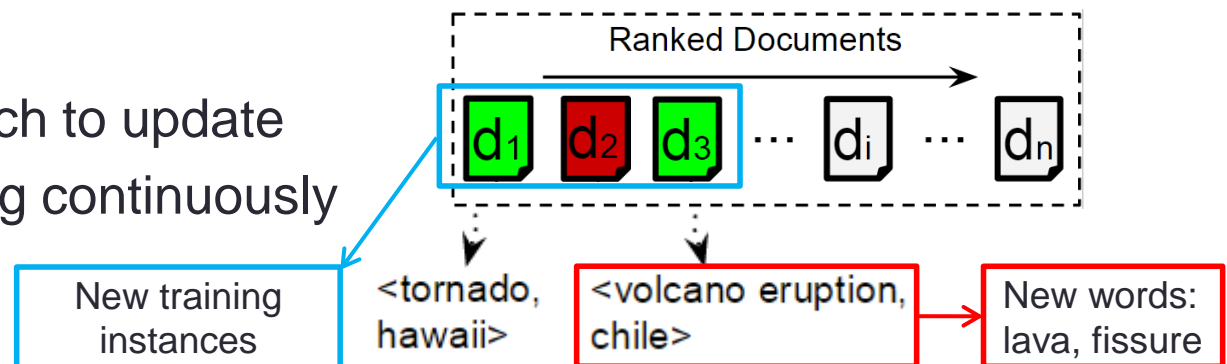 Ranked Documents
ch to update
g continuously
d1 d2 d3 ... di ... dn
New training
instances
<tornado,
hawaii>
<volcano eruption,
chile>
New words:
lava, fissure